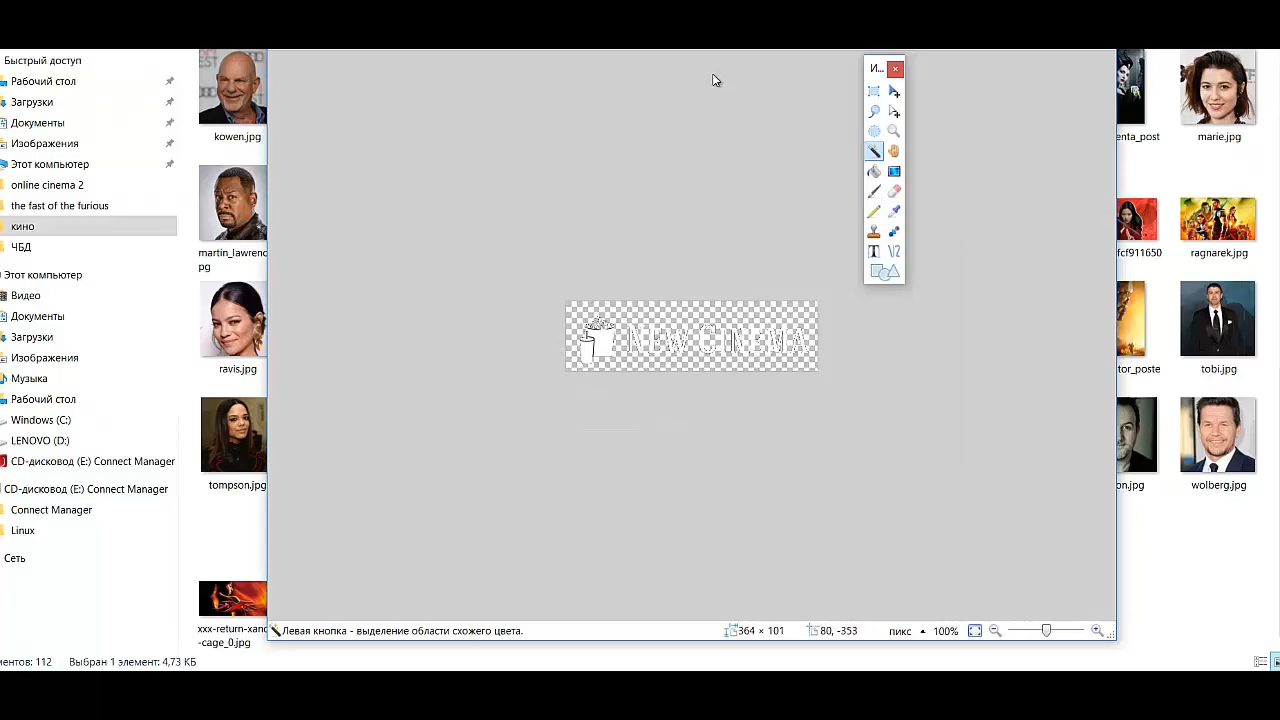 Быстрый доступ
Рабочий стол
Загрузки
Документы
Изображения
Этот компьютер
online cinema 2
the fast of the furious
кино
ЧБД
Этот компьютер
Видео
Документы
Загрузки
Изображения
Музыка
Рабочий стол
Windows (C:)
LENOVO (D:)
CD-дисковод (E:) Connect Manager
CD-дисковод (E:) Connect Manager
Connect Manager
Linux
Сеть
ментов: 112
Выбран 1 элемент: 4,73 КБ
kowen.jpg
martin_lawrenc
pg
ravis.jpg
tompson.jpg
xxx-return-xand
-cage_0.jpg
И...
NEW CINEMA
Левая кнопка - выделение области схожего цвета.
364 × 101
80, -353
пикс
100%
enta_post
marie.jpg
fcf911650
ragnarek.jpg
tor_poste
tobi.jpg
on.jpg
wolberg.jpg